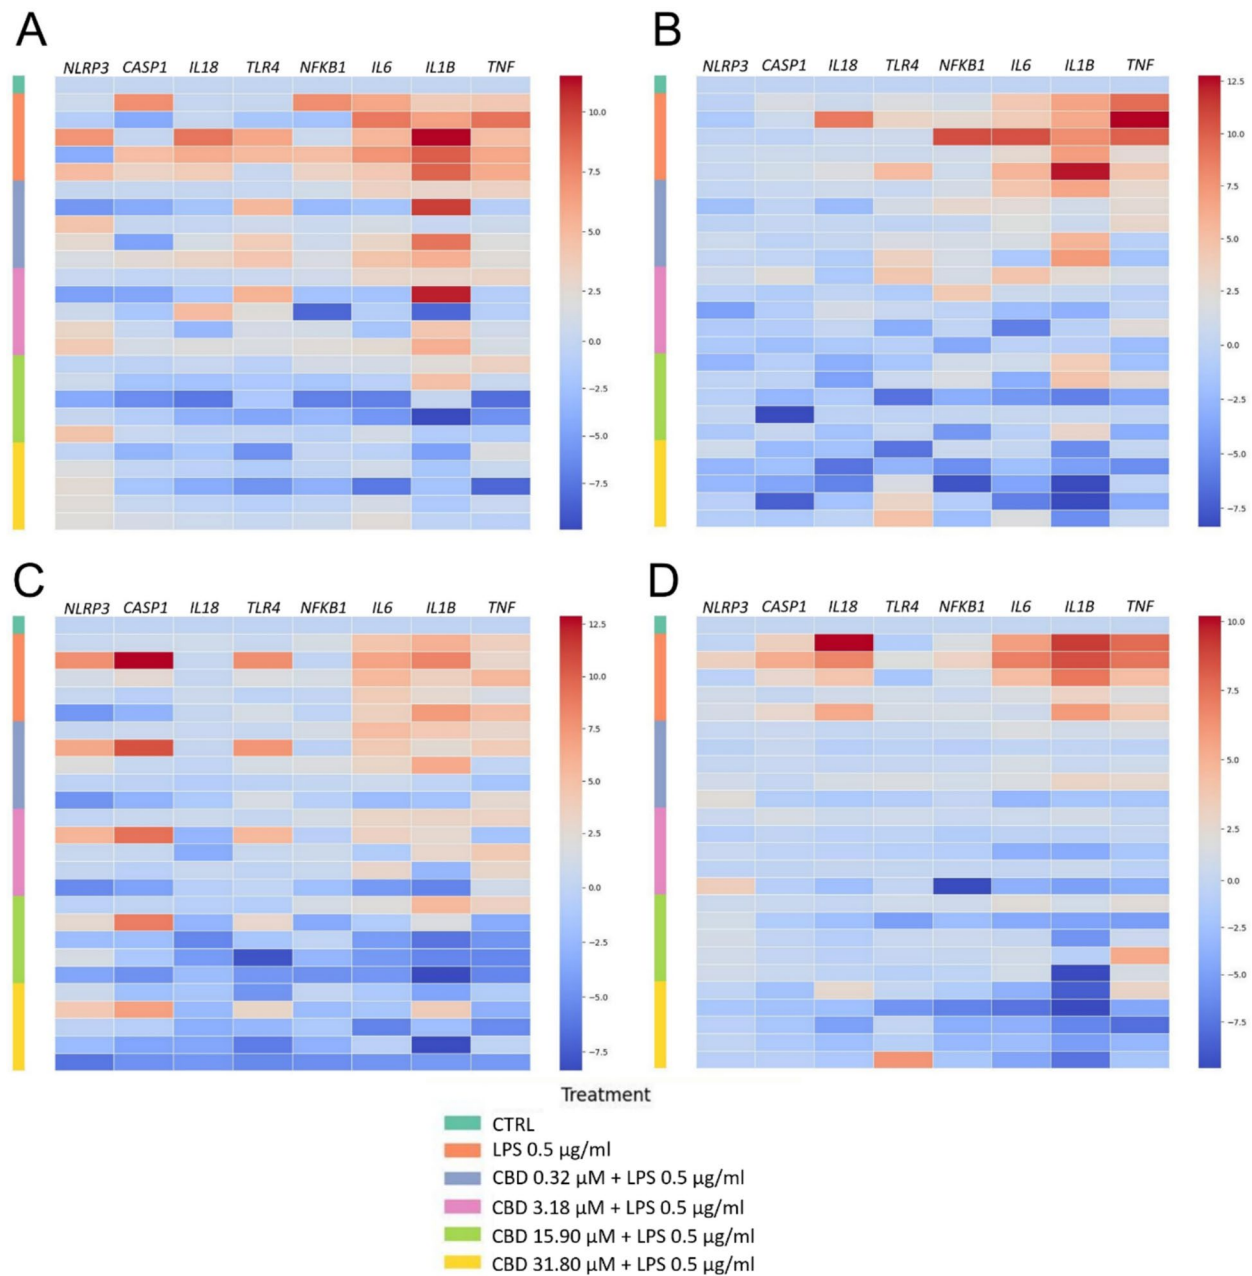 A
NLRP3 CASP1 IL18 TLR4 NFKB1 IL6 IL1B TNF
10.0
7.5
5.0
2.5
0.0
−2.5
−5.0
−7.5
B
NLRP3 CASP1 IL18 TLR4 NFKB1 IL6 IL1B TNF
12.5
10.0
7.5
5.0
2.5
0.0
−2.5
−5.0
−7.5
C
NLRP3 CASP1 IL18 TLR4 NFKB1 IL6 IL1B TNF
12.5
10.0
7.5
5.0
2.5
0.0
−2.5
−5.0
−7.5
D
NLRP3 CASP1 IL18 TLR4 NFKB1 IL6 IL1B TNF
10.0
7.5
5.0
2.5
0.0
−2.5
−5.0
−7.5
Treatment
CTRL
LPS 0.5 µg/ml
CBD 0.32 µM + LPS 0.5 µg/ml
CBD 3.18 µM + LPS 0.5 µg/ml
CBD 15.90 µM + LPS 0.5 µg/ml
CBD 31.80 µM + LPS 0.5 µg/ml